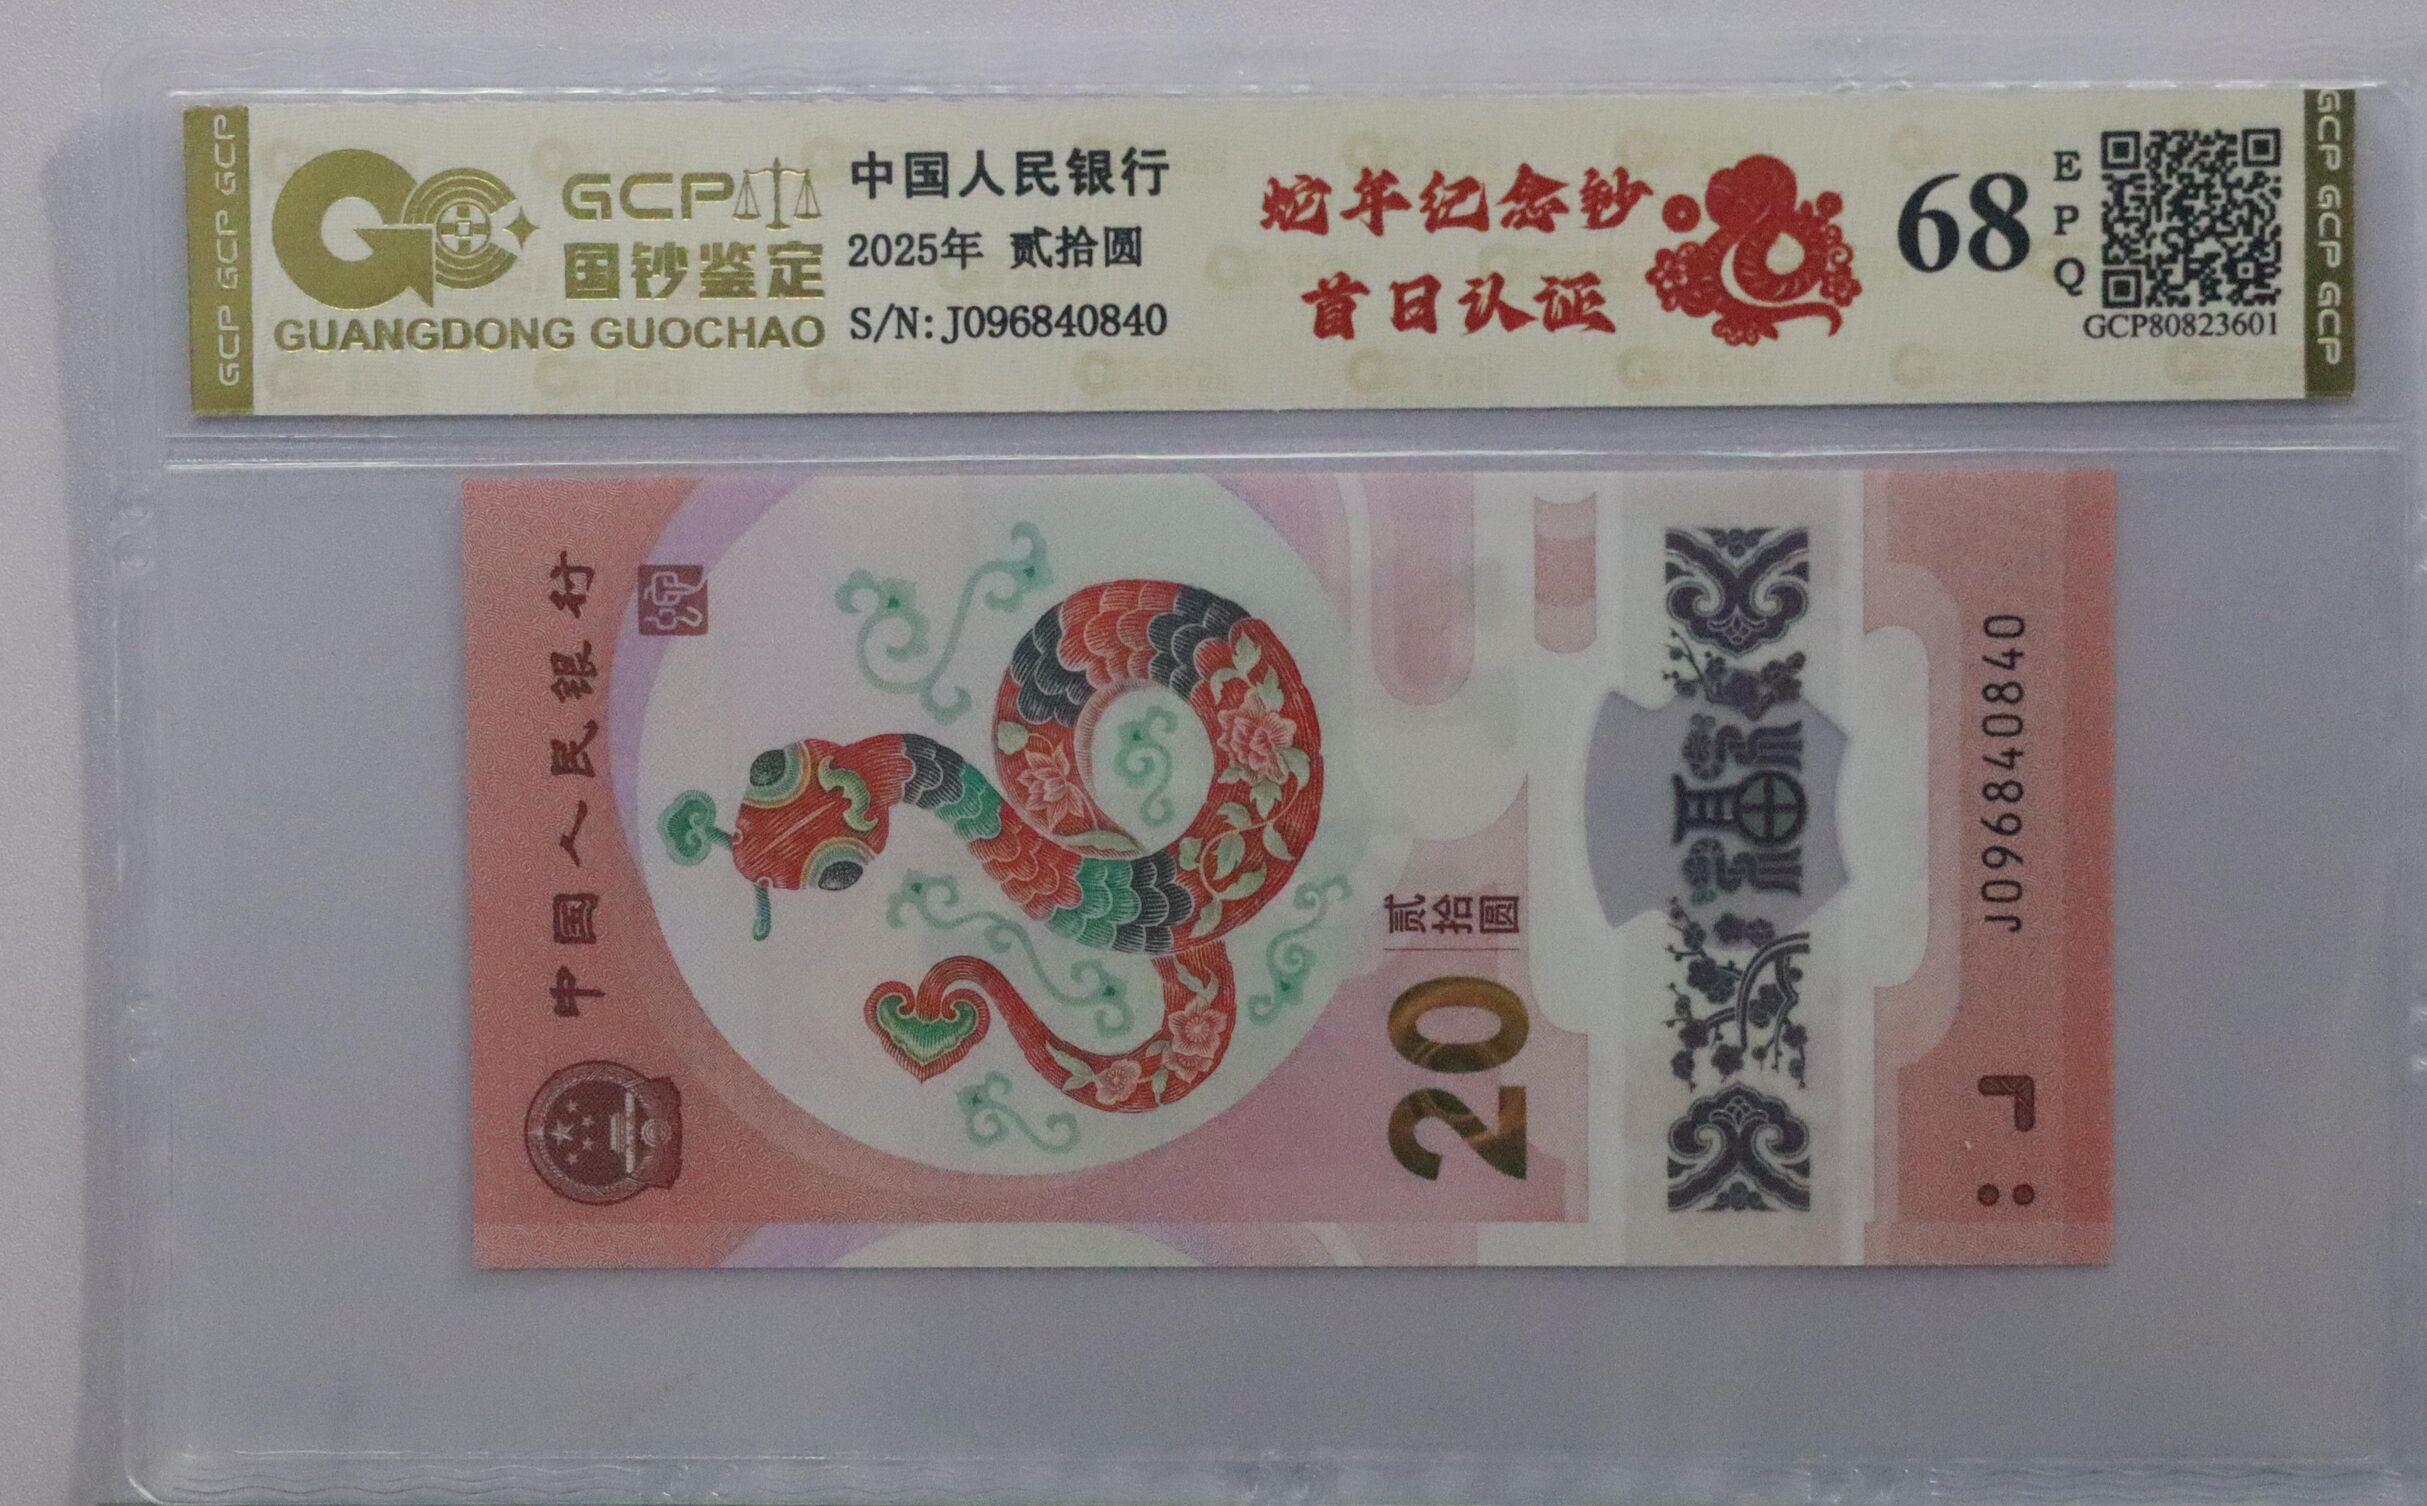 GCP GCP GCP
GCP
国钞鉴定
GUANGDONG GUOCHAO
中国人民银行
2025年 贰拾圆
S/N: J096840840
蛇年纪念钞
首日认证
68
EPQ
GCP80823601
GCP GCP GCP
中国人民银行
贰拾圆
20
福
J096840840